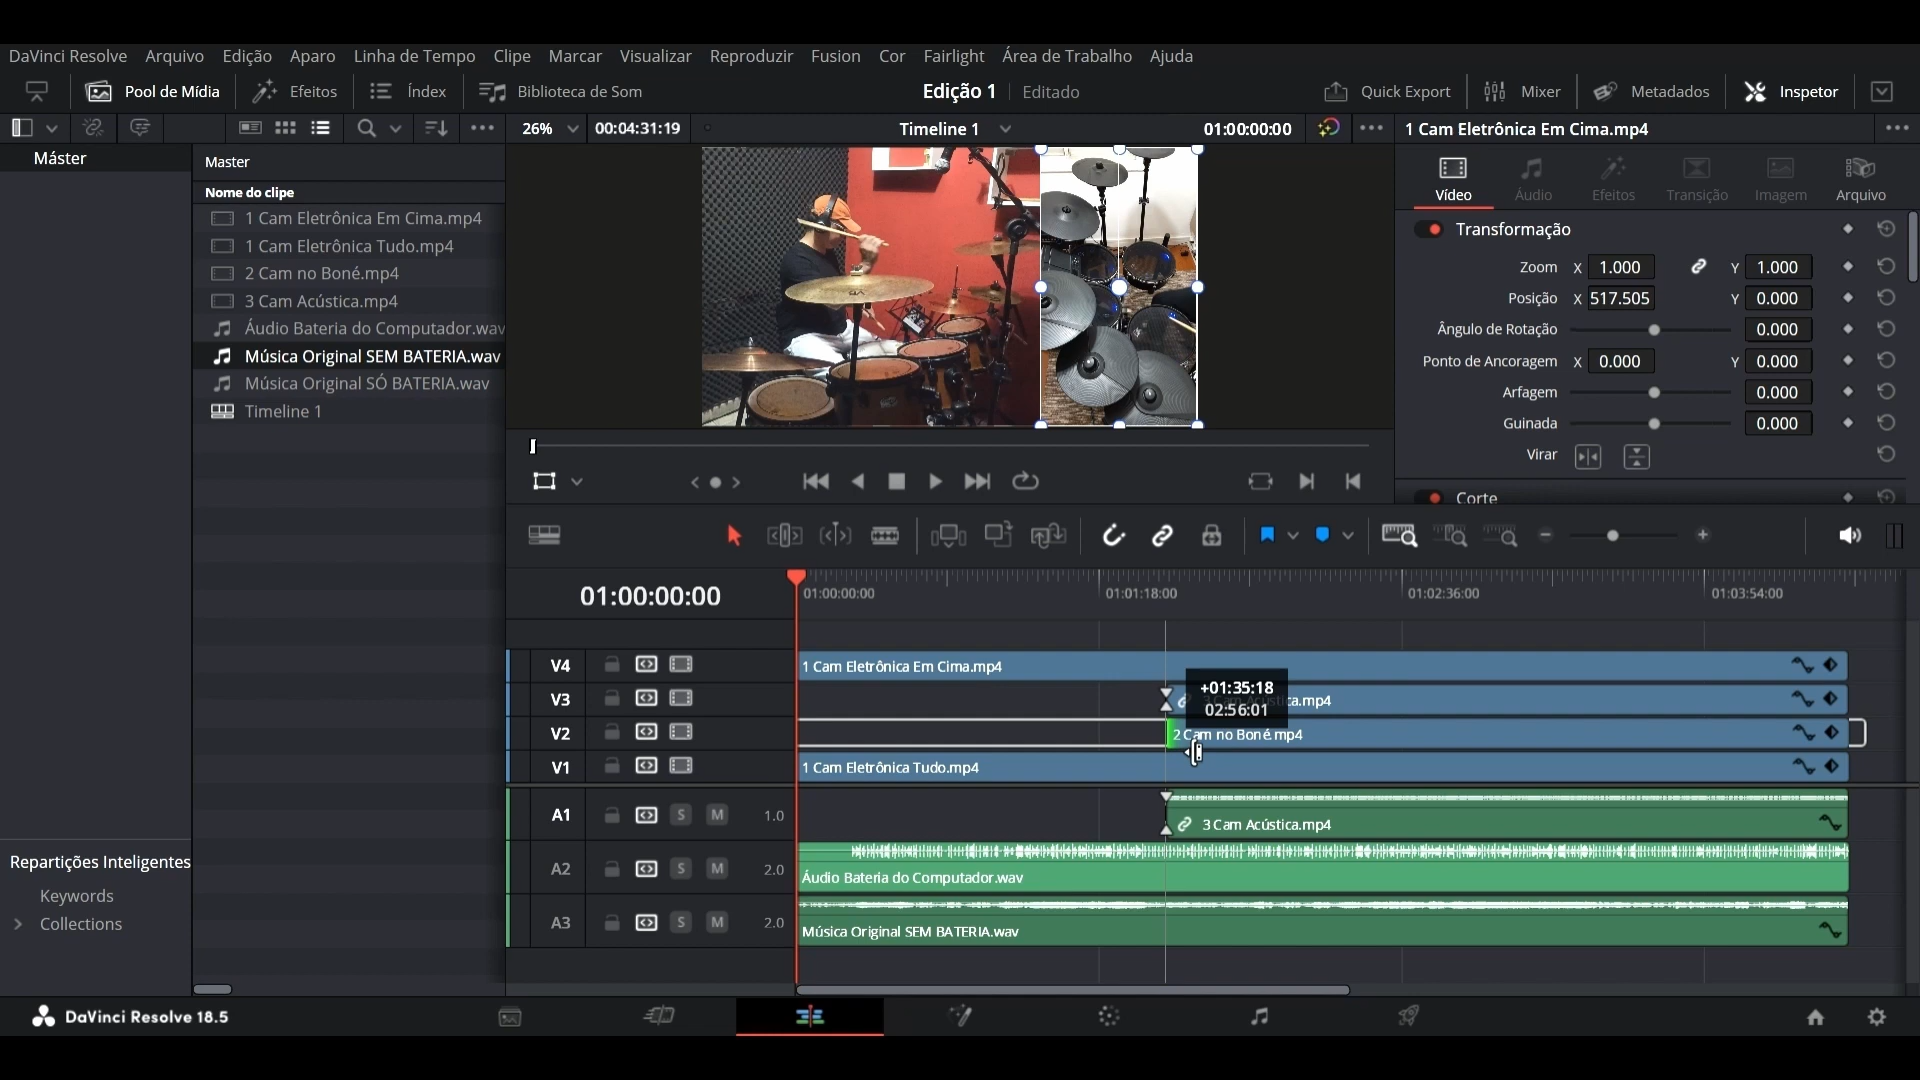 DaVinci Resolve Arquivo Edição Aparo Linha de Tempo Clipe Marcar Visualizar Reproduzir Fusion Cor Fairlight Área de Trabalho Ajuda
Pool de Mídia Efeitos Índex Biblioteca de Som Edição 1 Editado Quick Export Mixer Metadados Inspetor
26% 00:04:31:19 Timeline 1 01:00:00:00 1 Cam Eletrônica Em Cima.mp4
Máster
Master
Nome do clipe
1 Cam Eletrônica Em Cima.mp4
1 Cam Eletrônica Tudo.mp4
2 Cam no Boné.mp4
3 Cam Acústica.mp4
Áudio Bateria do Computador.wav
Música Original SEM BATERIA.wav
Música Original SÓ BATERIA.wav
Timeline 1
Vídeo Áudio Efeitos Transição Imagem Arquivo
Transformação
Zoom X 1.000 Y 1.000
Posição X 517.505 Y 0.000
Ângulo de Rotação 0.000
Ponto de Ancoragem X 0.000 Y 0.000
Arfagem 0.000
Guinada 0.000
Virar
Corte
01:00:00:00
01:00:00:00 01:01:18:00 01:02:36:00 01:03:54:00
V4 1 Cam Eletrônica Em Cima.mp4
V3 3 Cam Acústica.mp4
+01:35:18
02:56:01
V2 2 Cam no Boné.mp4
V1 1 Cam Eletrônica Tudo.mp4
A1 S M 1.0 3 Cam Acústica.mp4
A2 S M 2.0 Áudio Bateria do Computador.wav
A3 S M 2.0 Música Original SEM BATERIA.wav
Repartições Inteligentes
Keywords
Collections
DaVinci Resolve 18.5